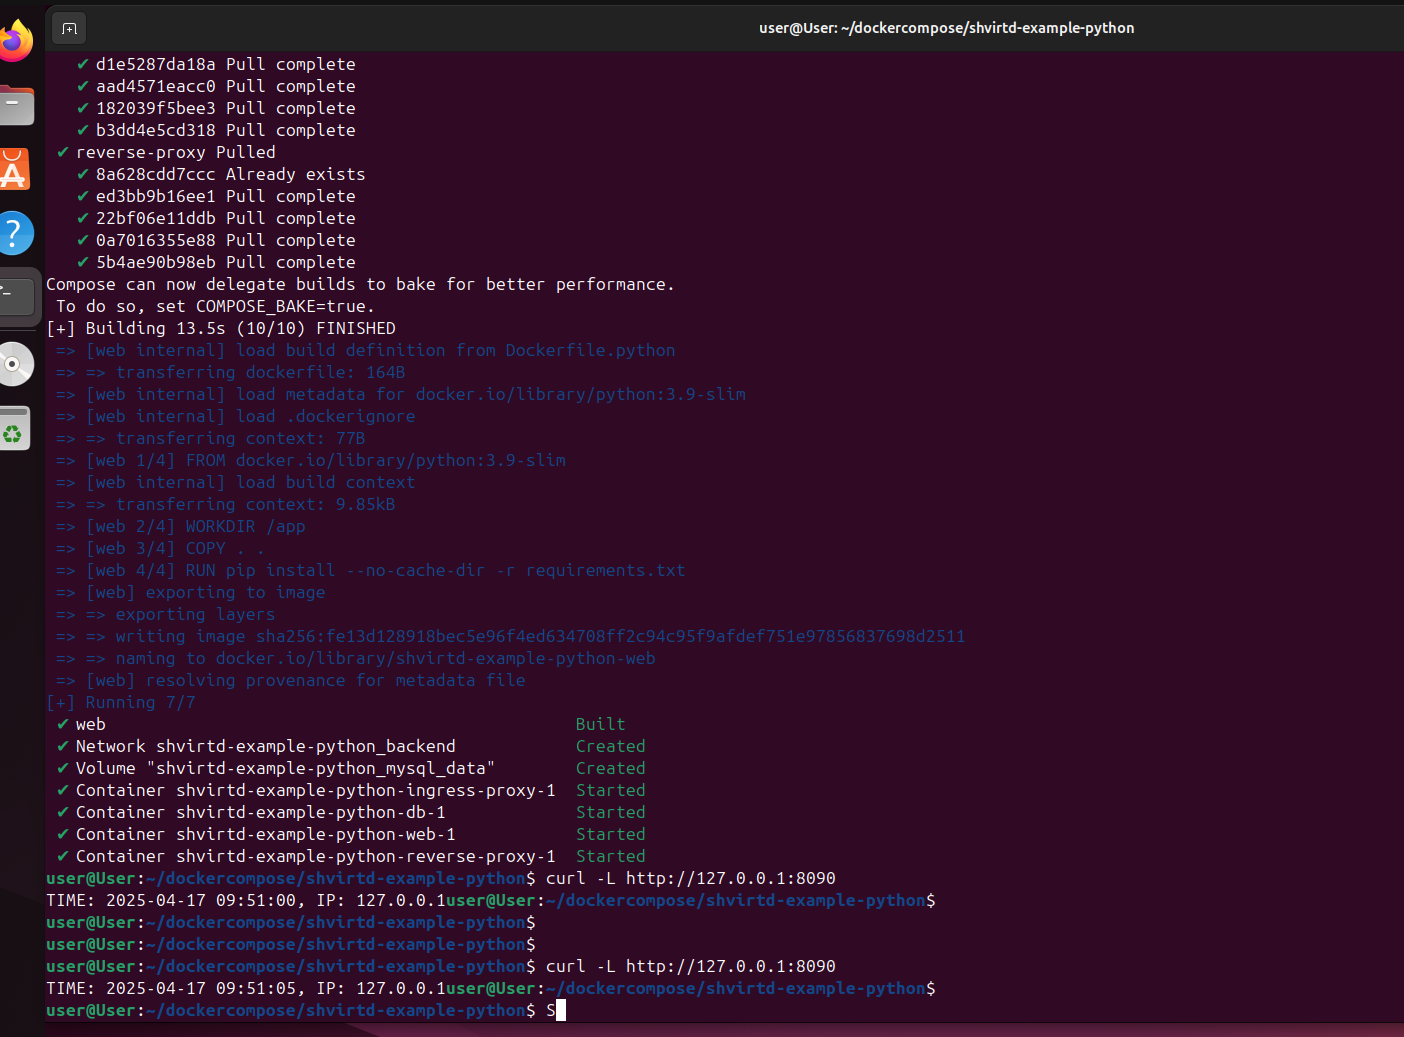 user@User: ~/dockercompose/shvirtd-example-python
✔ d1e5287da18a Pull complete
✔ aad4571eacc0 Pull complete
✔ 182039f5bee3 Pull complete
✔ b3dd4e5cd318 Pull complete
✔ reverse-proxy Pulled
✔ 8a628cdd7ccc Already exists
✔ ed3bb9b16ee1 Pull complete
✔ 22bf06e11ddb Pull complete
✔ 0a7016355e88 Pull complete
✔ 5b4ae90b98eb Pull complete
Compose can now delegate builds to bake for better performance.
To do so, set COMPOSE_BAKE=true.
[+] Building 13.5s (10/10) FINISHED
=> [web internal] load build definition from Dockerfile.python
=> => transferring dockerfile: 164B
=> [web internal] load metadata for docker.io/library/python:3.9-slim
=> [web internal] load .dockerignore
=> => transferring context: 77B
=> [web 1/4] FROM docker.io/library/python:3.9-slim
=> [web internal] load build context
=> => transferring context: 9.85kB
=> [web 2/4] WORKDIR /app
=> [web 3/4] COPY . .
=> [web 4/4] RUN pip install --no-cache-dir -r requirements.txt
=> [web] exporting to image
=> => exporting layers
=> => writing image sha256:fe13d128918bec5e96f4ed634708ff2c94c95f9afdef751e97856837698d2511
=> => naming to docker.io/library/shvirtd-example-python-web
=> [web] resolving provenance for metadata file
[+] Running 7/7
✔ web Built
✔ Network shvirtd-example-python_backend Created
✔ Volume "shvirtd-example-python_mysql_data" Created
✔ Container shvirtd-example-python-ingress-proxy-1 Started
✔ Container shvirtd-example-python-db-1 Started
✔ Container shvirtd-example-python-web-1 Started
✔ Container shvirtd-example-python-reverse-proxy-1 Started
user@User:~/dockercompose/shvirtd-example-python$ curl -L http://127.0.0.1:8090
TIME: 2025-04-17 09:51:00, IP: 127.0.0.1user@User:~/dockercompose/shvirtd-example-python$
user@User:~/dockercompose/shvirtd-example-python$
user@User:~/dockercompose/shvirtd-example-python$
user@User:~/dockercompose/shvirtd-example-python$ curl -L http://127.0.0.1:8090
TIME: 2025-04-17 09:51:05, IP: 127.0.0.1user@User:~/dockercompose/shvirtd-example-python$
user@User:~/dockercompose/shvirtd-example-python$ S